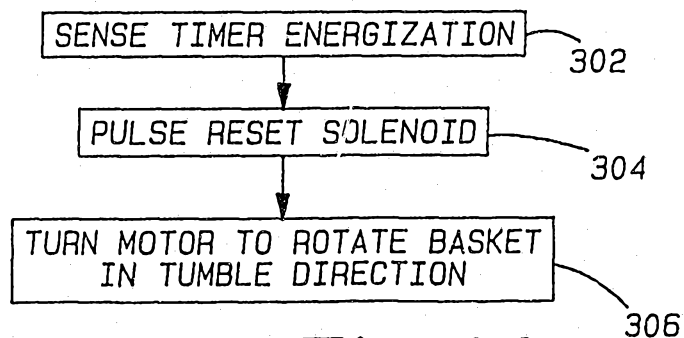 SENSE TIMER ENERGIZATION
302
PULSE RESET SOLENOID
304
TURN MOTOR TO ROTATE BASKET
IN TUMBLE DIRECTION
306